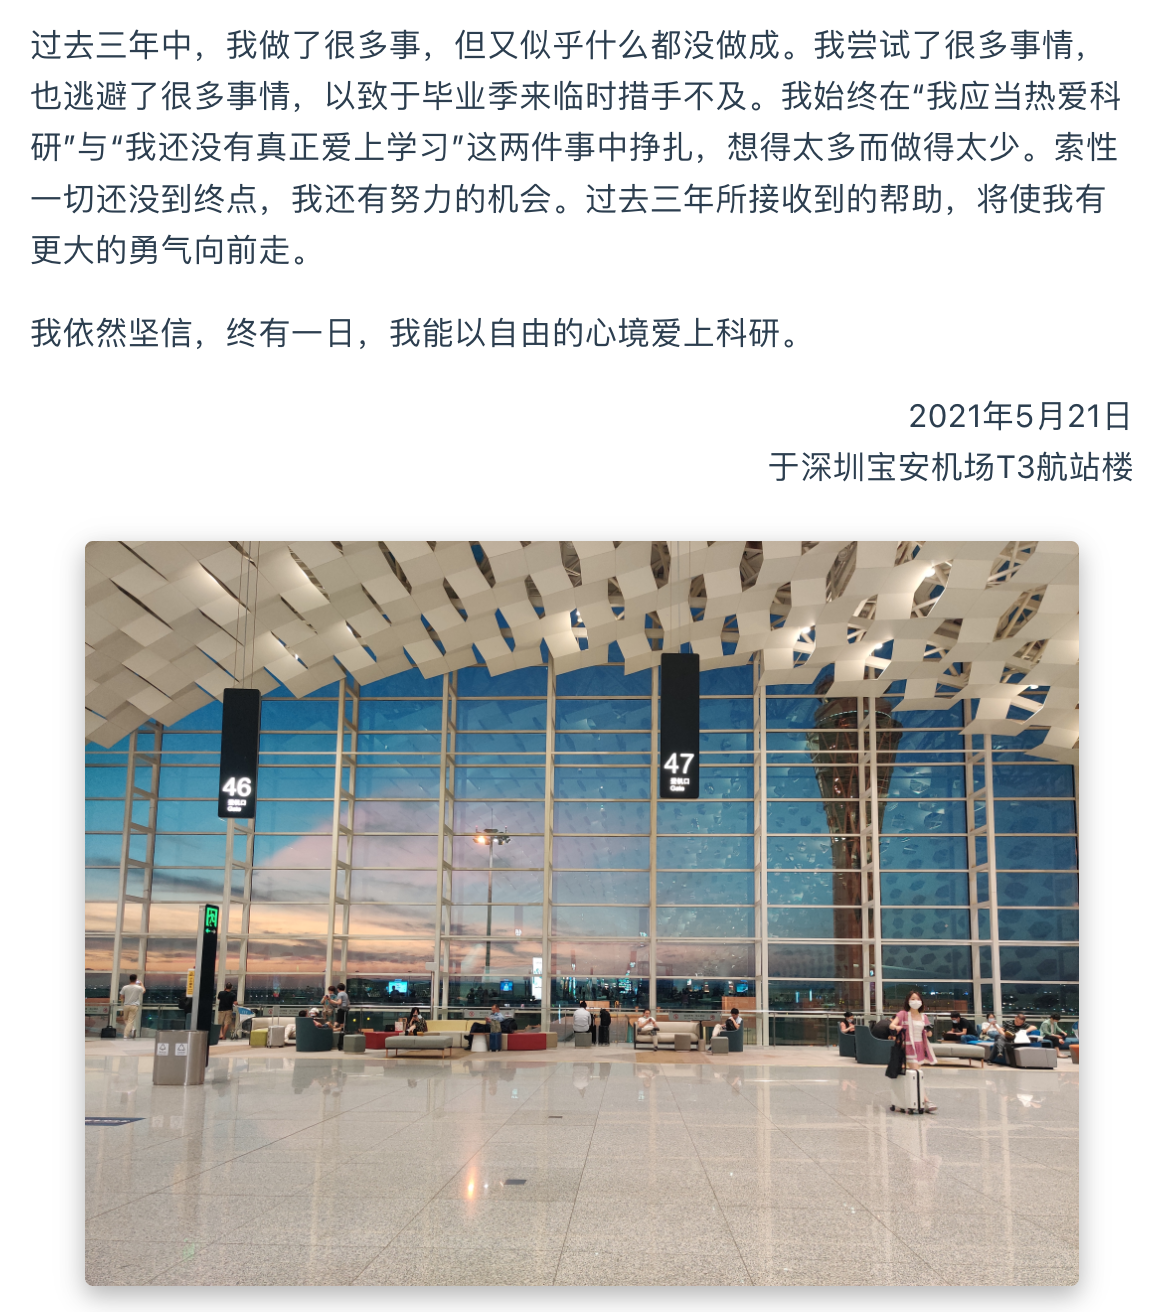 过去三年中，我做了很多事，但又似乎什么都没做成。我尝试了很多事情，
也逃避了很多事情，以致于毕业季来临时措手不及。我始终在“我应当热爱科
研”与“我还没有真正爱上学习”这两件事中挣扎，想得太多而做得太少。索性
一切还没到终点，我还有努力的机会。过去三年所接收到的帮助，将使我有
更大的勇气向前走。
我依然坚信，终有一日，我能以自由的心境爱上科研。
2021年5月21日
于深圳宝安机场T3航站楼
46
登机口
Gate
47
登机口
Gate